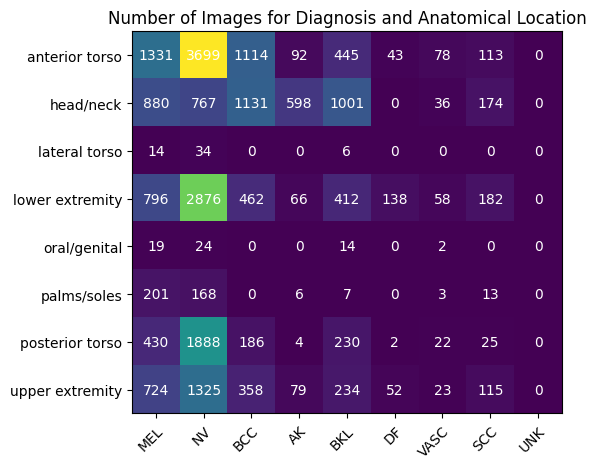 Number of Images for Diagnosis and Anatomical Location
anterior torso 1331 3699 1114 92 445 43 78 113 0
head/neck 880 767 1131 598 1001 0 36 174 0
lateral torso 14 34 0 0 6 0 0 0 0
lower extremity 796 2876 462 66 412 138 58 182 0
oral/genital 19 24 0 0 14 0 2 0 0
palms/soles 201 168 0 6 7 0 3 13 0
posterior torso 430 1888 186 4 230 2 22 25 0
upper extremity 724 1325 358 79 234 52 23 115 0
MEL NV BCC AK BKL DF VASC SCC UNK